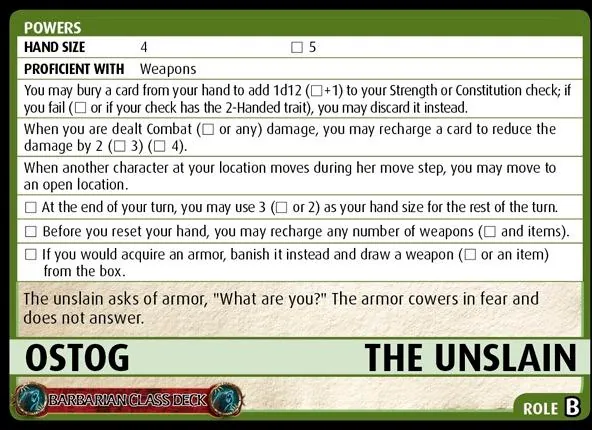 POWERS
HAND SIZE 4 □ 5
PROFICIENT WITH Weapons
You may bury a card from your hand to add 1d12 (□+1) to your Strength or Constitution check; if
you fail (□ or if your check has the 2-Handed trait), you may discard it instead.
When you are dealt Combat (□ or any) damage, you may recharge a card to reduce the
damage by 2 (□ 3) (□ 4).
When another character at your location moves during her move step, you may move to
an open location.
□ At the end of your turn, you may use 3 (□ or 2) as your hand size for the rest of the turn.
□ Before you reset your hand, you may recharge any number of weapons (□ and items).
□ If you would acquire an armor, banish it instead and draw a weapon (□ or an item)
from the box.
The unslain asks of armor, "What are you?" The armor cowers in fear and
does not answer.
OSTOG THE UNSLAIN
BARBARIAN CLASS DECK
ROLE B